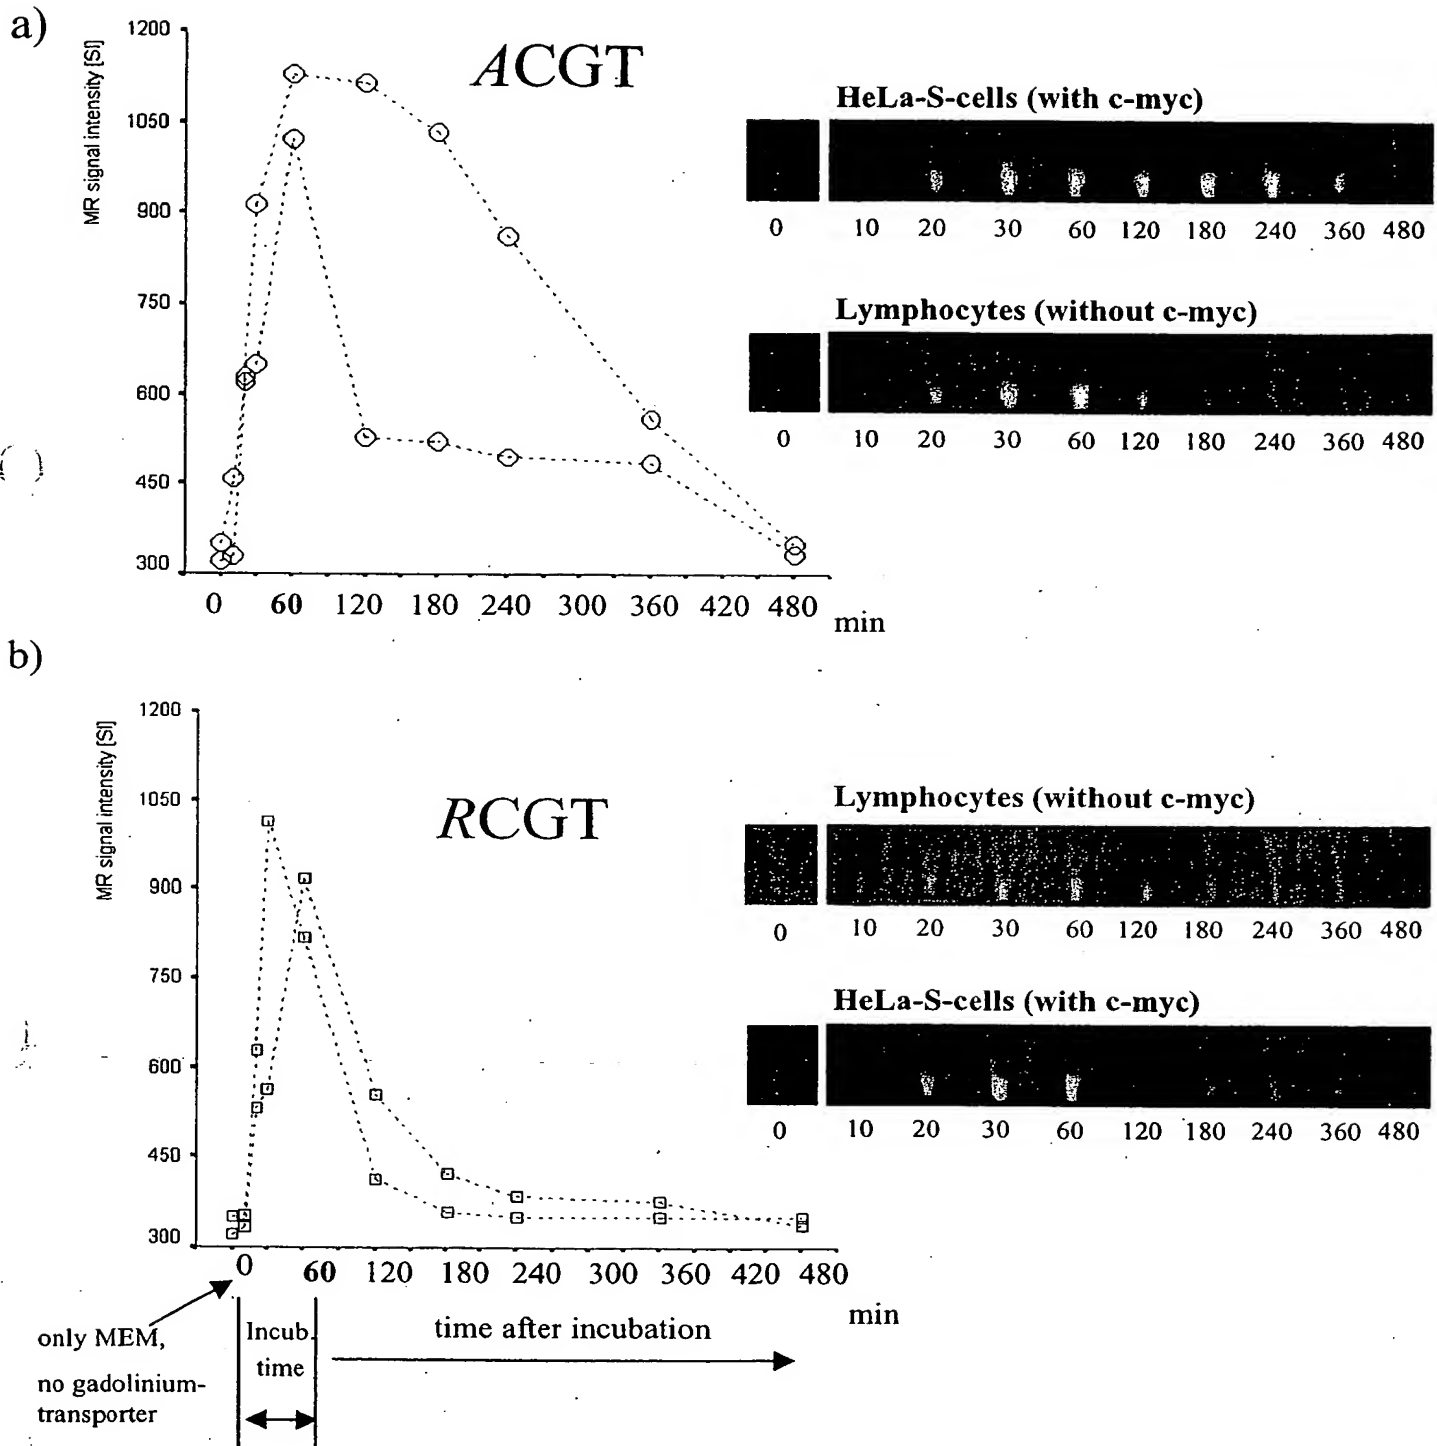 a)
MR signal intensity [SI]
1200
1050
900
750
600
450
300
ACGT
0 60 120 180 240 300 360 420 480
min
HeLa-S-cells (with c-myc)
0 10 20 30 60 120 180 240 360 480
Lymphocytes (without c-myc)
0 10 20 30 60 120 180 240 360 480
b)
MR signal intensity [SI]
1200
1050
900
750
600
450
300
RCGT
0 60 120 180 240 300 360 420 480
min
Lymphocytes (without c-myc)
0 10 20 30 60 120 180 240 360 480
HeLa-S-cells (with c-myc)
0 10 20 30 60 120 180 240 360 480
only MEM,
no gadolinium-
transporter
Incub.
time
time after incubation